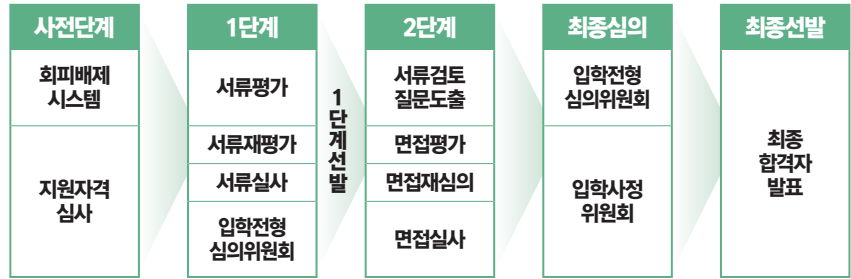 사전단계
회피배제
시스템
지원자격
심사
1단계
서류평가
서류재평가
서류실사
입학전형
심의위원회
1단계선발
2단계
서류검토
질문도출
면접평가
면접재심의
면접실사
최종심의
입학전형
심의위원회
입학사정
위원회
최종선발
최종
합격자
발표